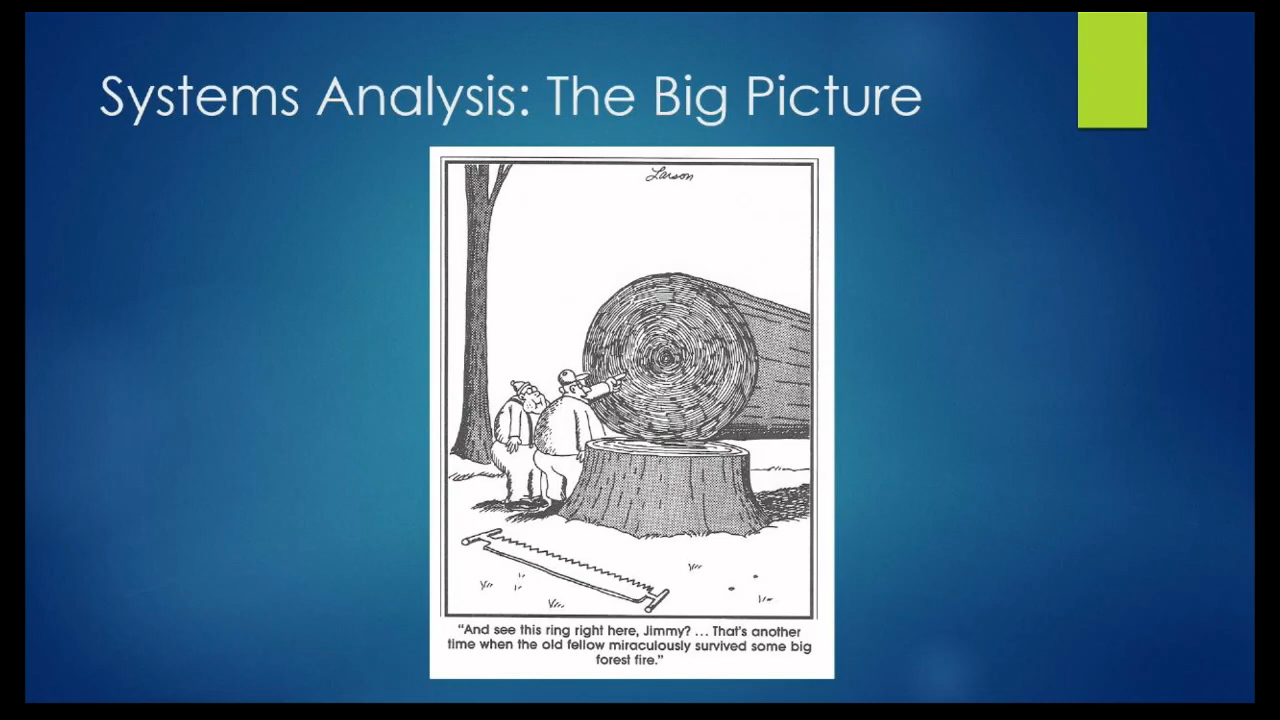 Systems Analysis: The Big Picture
Larson
“And see this ring right here, Jimmy? ... That's another
time when the old fellow miraculously survived some big
forest fire.”